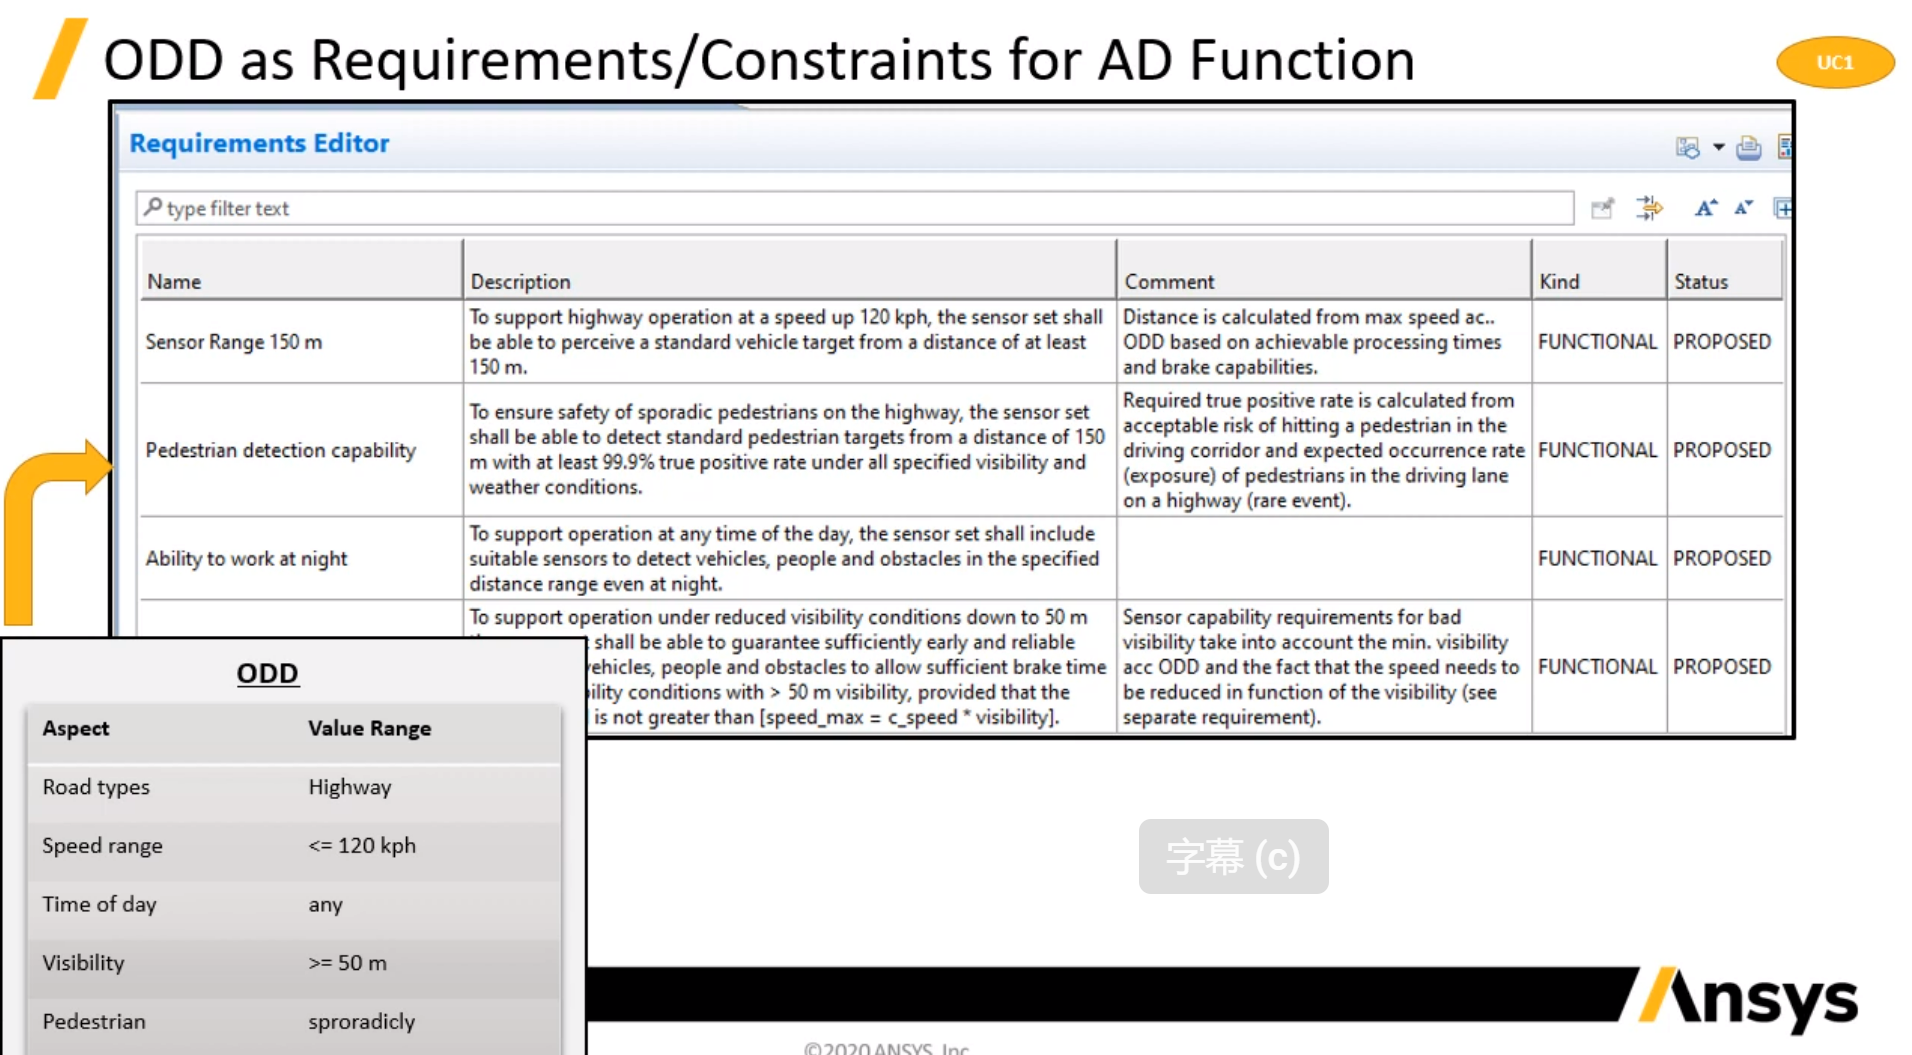 ODD as Requirements/Constraints for AD Function
UC1
Requirements Editor
type filter text
Name
Description
Comment
Kind
Status
Sensor Range 150 m
To support highway operation at a speed up 120 kph, the sensor set shall
be able to perceive a standard vehicle target from a distance of at least
150 m.
Distance is calculated from max speed ac..
ODD based on achievable processing times
and brake capabilities.
FUNCTIONAL
PROPOSED
Pedestrian detection capability
To ensure safety of sporadic pedestrians on the highway, the sensor set
shall be able to detect standard pedestrian targets from a distance of 150
m with at least 99.9% true positive rate under all specified visibility and
weather conditions.
Required true positive rate is calculated from
acceptable risk of hitting a pedestrian in the
driving corridor and expected occurrence rate
(exposure) of pedestrians in the driving lane
on a highway (rare event).
FUNCTIONAL
PROPOSED
Ability to work at night
To support operation at any time of the day, the sensor set shall include
suitable sensors to detect vehicles, people and obstacles in the specified
distance range even at night.
FUNCTIONAL
PROPOSED
To support operation under reduced visibility conditions down to 50 m
shall be able to guarantee sufficiently early and reliable
vehicles, people and obstacles to allow sufficient brake time
conditions with > 50 m visibility, provided that the
is not greater than [speed_max = c_speed * visibility].
Sensor capability requirements for bad
visibility take into account the min. visibility
acc ODD and the fact that the speed needs to
be reduced in function of the visibility (see
separate requirement).
FUNCTIONAL
PROPOSED
ODD
Aspect
Value Range
Road types
Highway
Speed range
<= 120 kph
Time of day
any
Visibility
>= 50 m
Pedestrian
sproradicly
字幕 (c)
Ansys
©2020 ANSYS, Inc.